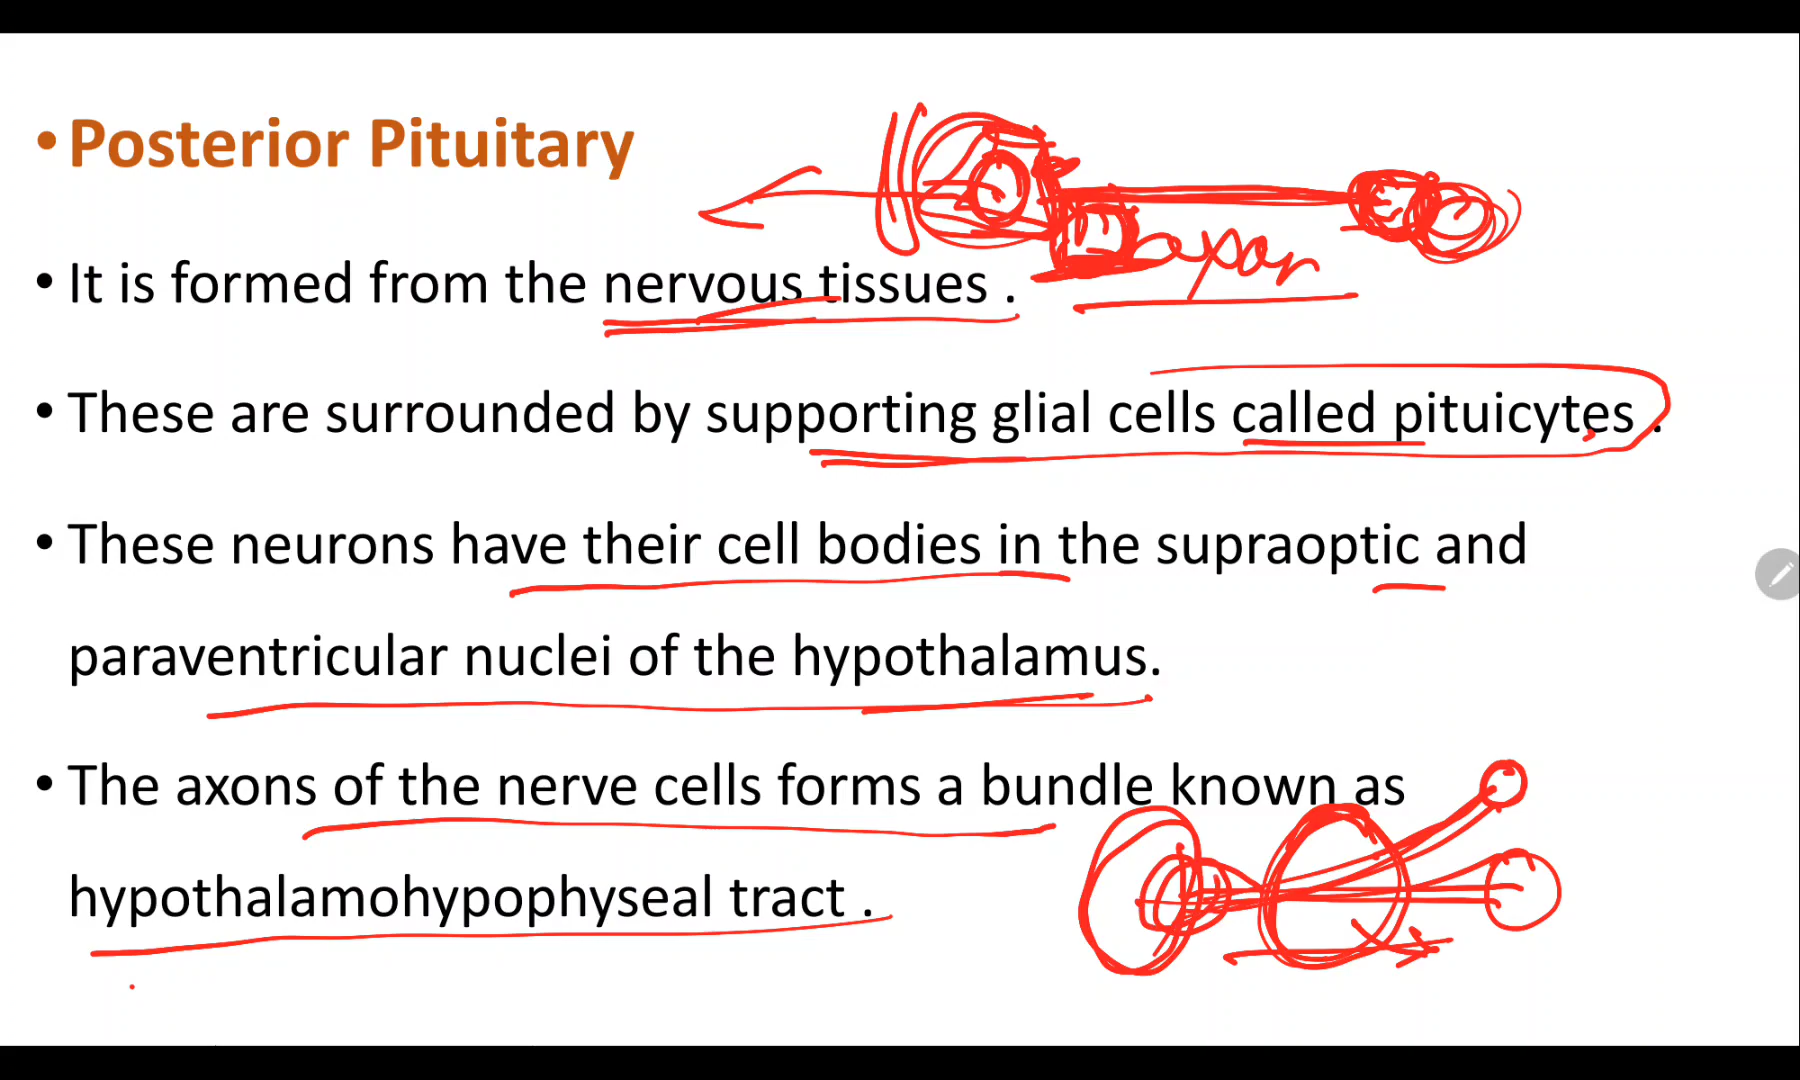 • Posterior Pituitary
axon
• It is formed from the nervous tissues .
• These are surrounded by supporting glial cells called pituicytes .
• These neurons have their cell bodies in the supraoptic and
paraventricular nuclei of the hypothalamus.
• The axons of the nerve cells forms a bundle known as
hypothalamohypophyseal tract .